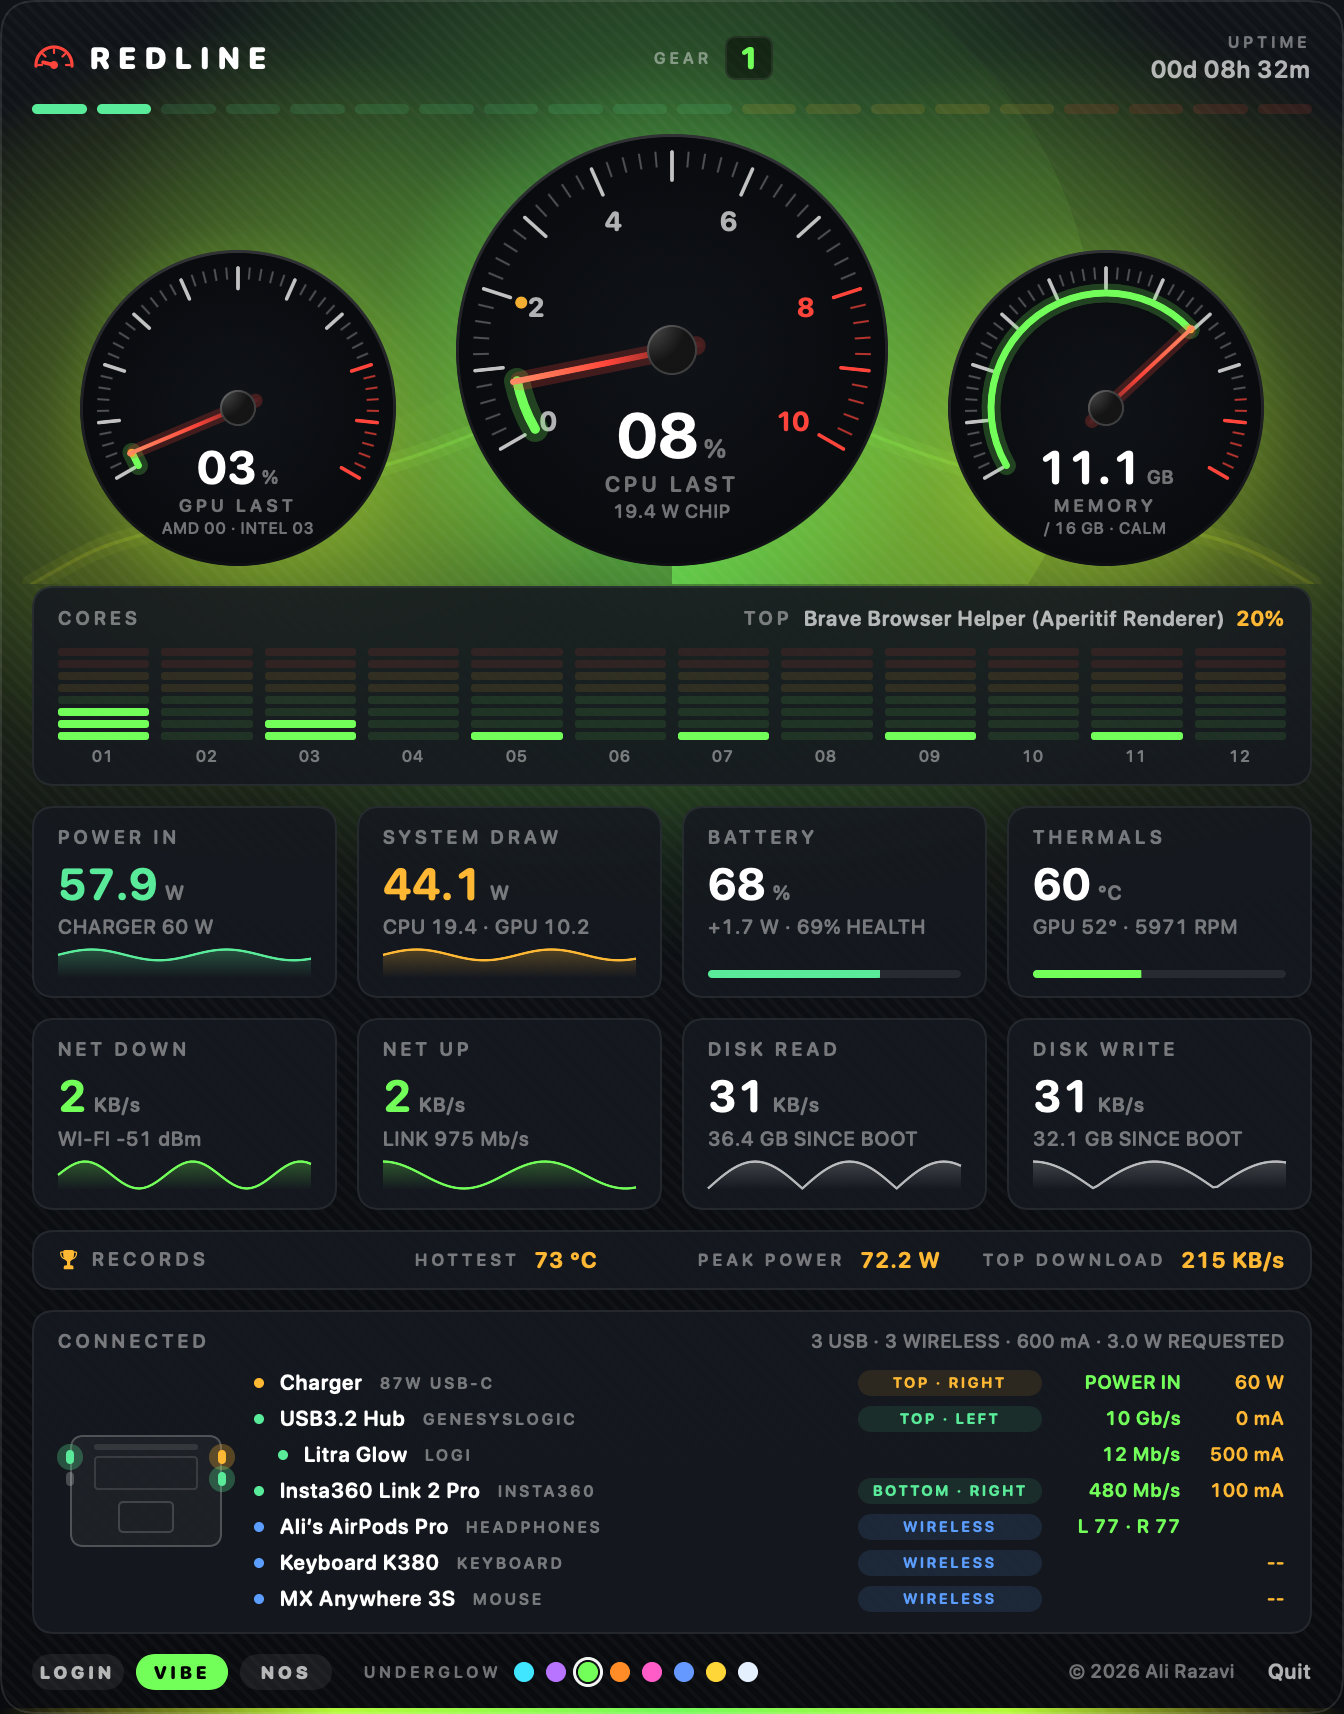 REDLINE
GEAR 1
UPTIME
00d 08h 32m
4 6
2 8
0 10
03 %
GPU LAST
AMD 00 · INTEL 03
08 %
CPU LAST
19.4 W CHIP
11.1 GB
MEMORY
/ 16 GB · CALM
CORES
TOP Brave Browser Helper (Aperitif Renderer) 20%
01 02 03 04 05 06 07 08 09 10 11 12
POWER IN
57.9 W
CHARGER 60 W
SYSTEM DRAW
44.1 W
CPU 19.4 · GPU 10.2
BATTERY
68 %
+1.7 W · 69% HEALTH
THERMALS
60 °C
GPU 52° · 5971 RPM
NET DOWN
2 KB/s
WI-FI -51 dBm
NET UP
2 KB/s
LINK 975 Mb/s
DISK READ
31 KB/s
36.4 GB SINCE BOOT
DISK WRITE
31 KB/s
32.1 GB SINCE BOOT
RECORDS HOTTEST 73 °C PEAK POWER 72.2 W TOP DOWNLOAD 215 KB/s
CONNECTED 3 USB · 3 WIRELESS · 600 mA · 3.0 W REQUESTED
Charger 87W USB-C TOP · RIGHT POWER IN 60 W
USB3.2 Hub GENESYSLOGIC TOP · LEFT 10 Gb/s 0 mA
Litra Glow LOGI 12 Mb/s 500 mA
Insta360 Link 2 Pro INSTA360 BOTTOM · RIGHT 480 Mb/s 100 mA
Ali's AirPods Pro HEADPHONES WIRELESS L 77 · R 77
Keyboard K380 KEYBOARD WIRELESS --
MX Anywhere 3S MOUSE WIRELESS --
LOGIN VIBE NOS UNDERGLOW © 2026 Ali Razavi Quit